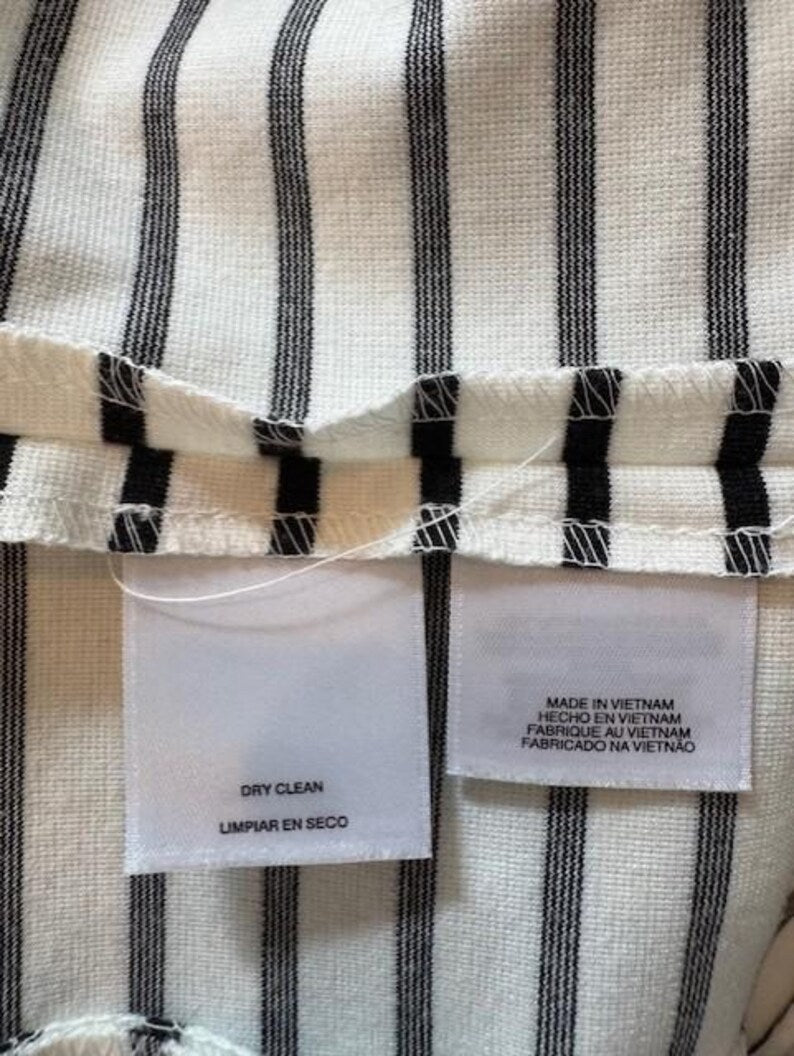 DRY CLEAN
LIMPIAR EN SECO
MADE IN VIETNAM
HECHO EN VIETNAM
FABRIQUE AU VIETNAM
FABRICADO NA VIETNÃO